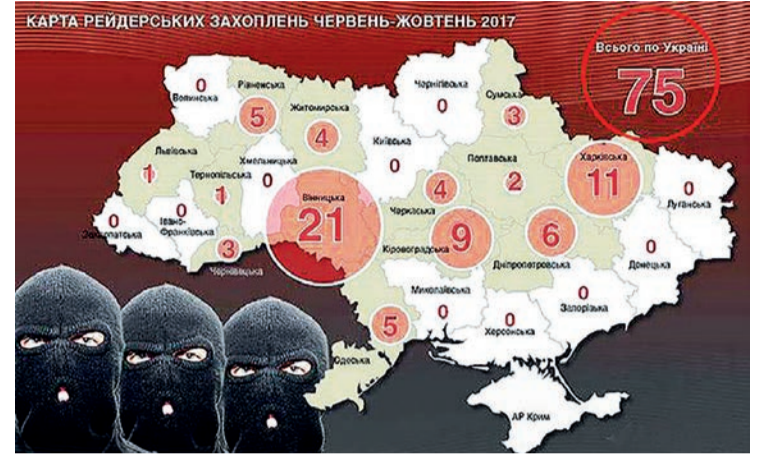 КАРТА РЕЙДЕРСЬКИХ ЗАХОПЛЕНЬ ЧЕРВЕНЬ-ЖОВТЕНЬ 2017
Всього по Україні
75
0
Волинська
Рівненська
5
Житомирська
4
Чернігівська
0
Сумська
3
Київська
0
Львівська
1
Тернопільська
1
Хмельницька
0
Вінницька
21
Черкаська
4
Полтавська
2
Харківська
11
0
Луганська
0
Закарпатська
0
Івано-
Франківська
3
Чернівецька
Кіровоградська
9
6
Дніпропетровська
0
Донецька
Миколаївська
0
0
Запорізька
0
Херсонська
5
Одеська
АР Крим